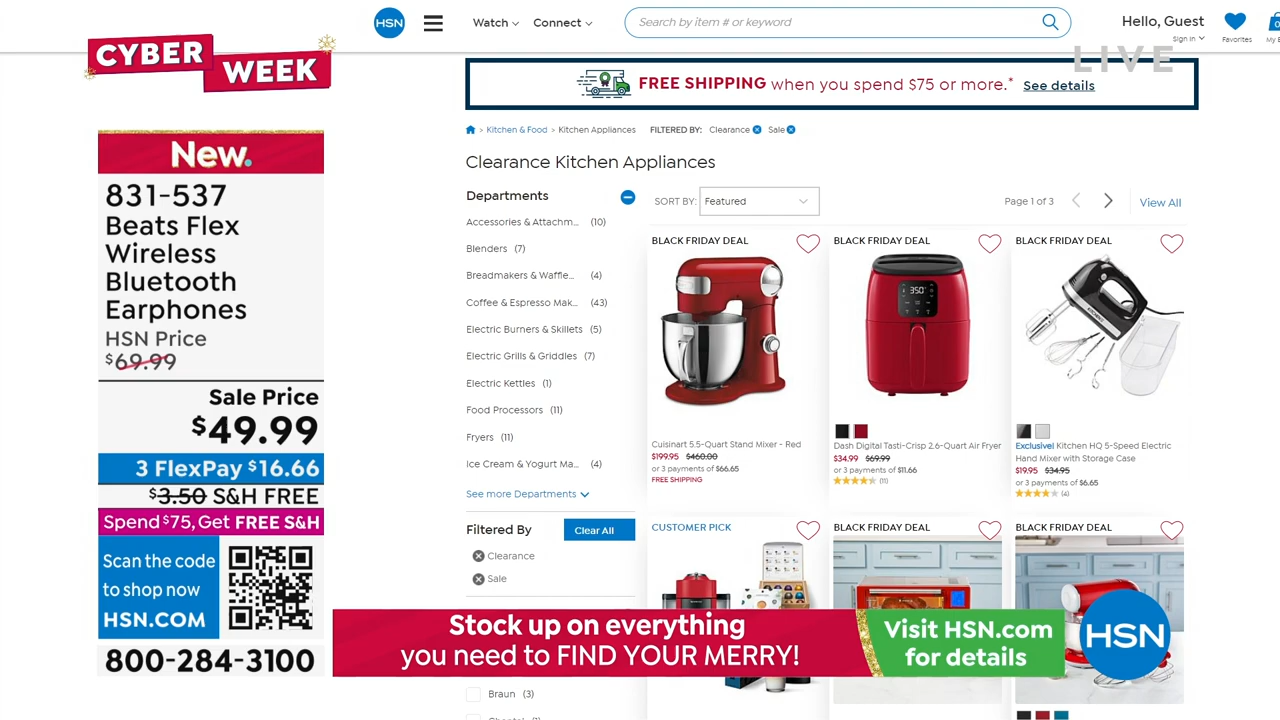 HSN
Watch
Connect
Search by item # or keyword
Hello, Guest
Sign In
Favorites
0
LIVE
CYBER
WEEK
FREE SHIPPING when you spend $75 or more.* See details
> Kitchen & Food > Kitchen Appliances FILTERED BY: Clearance Sale
Clearance Kitchen Appliances
New.
831-537
Beats Flex
Wireless
Bluetooth
Earphones
HSN Price
$69.99
Sale Price
$49.99
3 FlexPay $16.66
$3.50 S&H FREE
Spend $75, Get FREE S&H
Scan the code
to shop now
HSN.COM
800-284-3100
Departments
Accessories & Attachm... (10)
Blenders (7)
Breadmakers & Waffle... (4)
Coffee & Espresso Mak... (43)
Electric Burners & Skillets (5)
Electric Grills & Griddles (7)
Electric Kettles (1)
Food Processors (11)
Fryers (11)
Ice Cream & Yogurt Ma... (4)
See more Departments
Filtered By Clear All
Clearance
Sale
Braun (3)
SORT BY: Featured
Page 1 of 3
View All
BLACK FRIDAY DEAL
Cuisinart 5.5-Quart Stand Mixer - Red
$199.95 $460.00
or 3 payments of $66.65
FREE SHIPPING
BLACK FRIDAY DEAL
350°
Dash Digital Tasti-Crisp 2.6-Quart Air Fryer
$34.99 $69.99
or 3 payments of $11.66
(11)
BLACK FRIDAY DEAL
Exclusive! Kitchen HQ 5-Speed Electric
Hand Mixer with Storage Case
$19.95 $34.95
or 3 payments of $6.65
(4)
CUSTOMER PICK
BLACK FRIDAY DEAL
BLACK FRIDAY DEAL
Stock up on everything
you need to FIND YOUR MERRY!
Visit HSN.com
for details
HSN